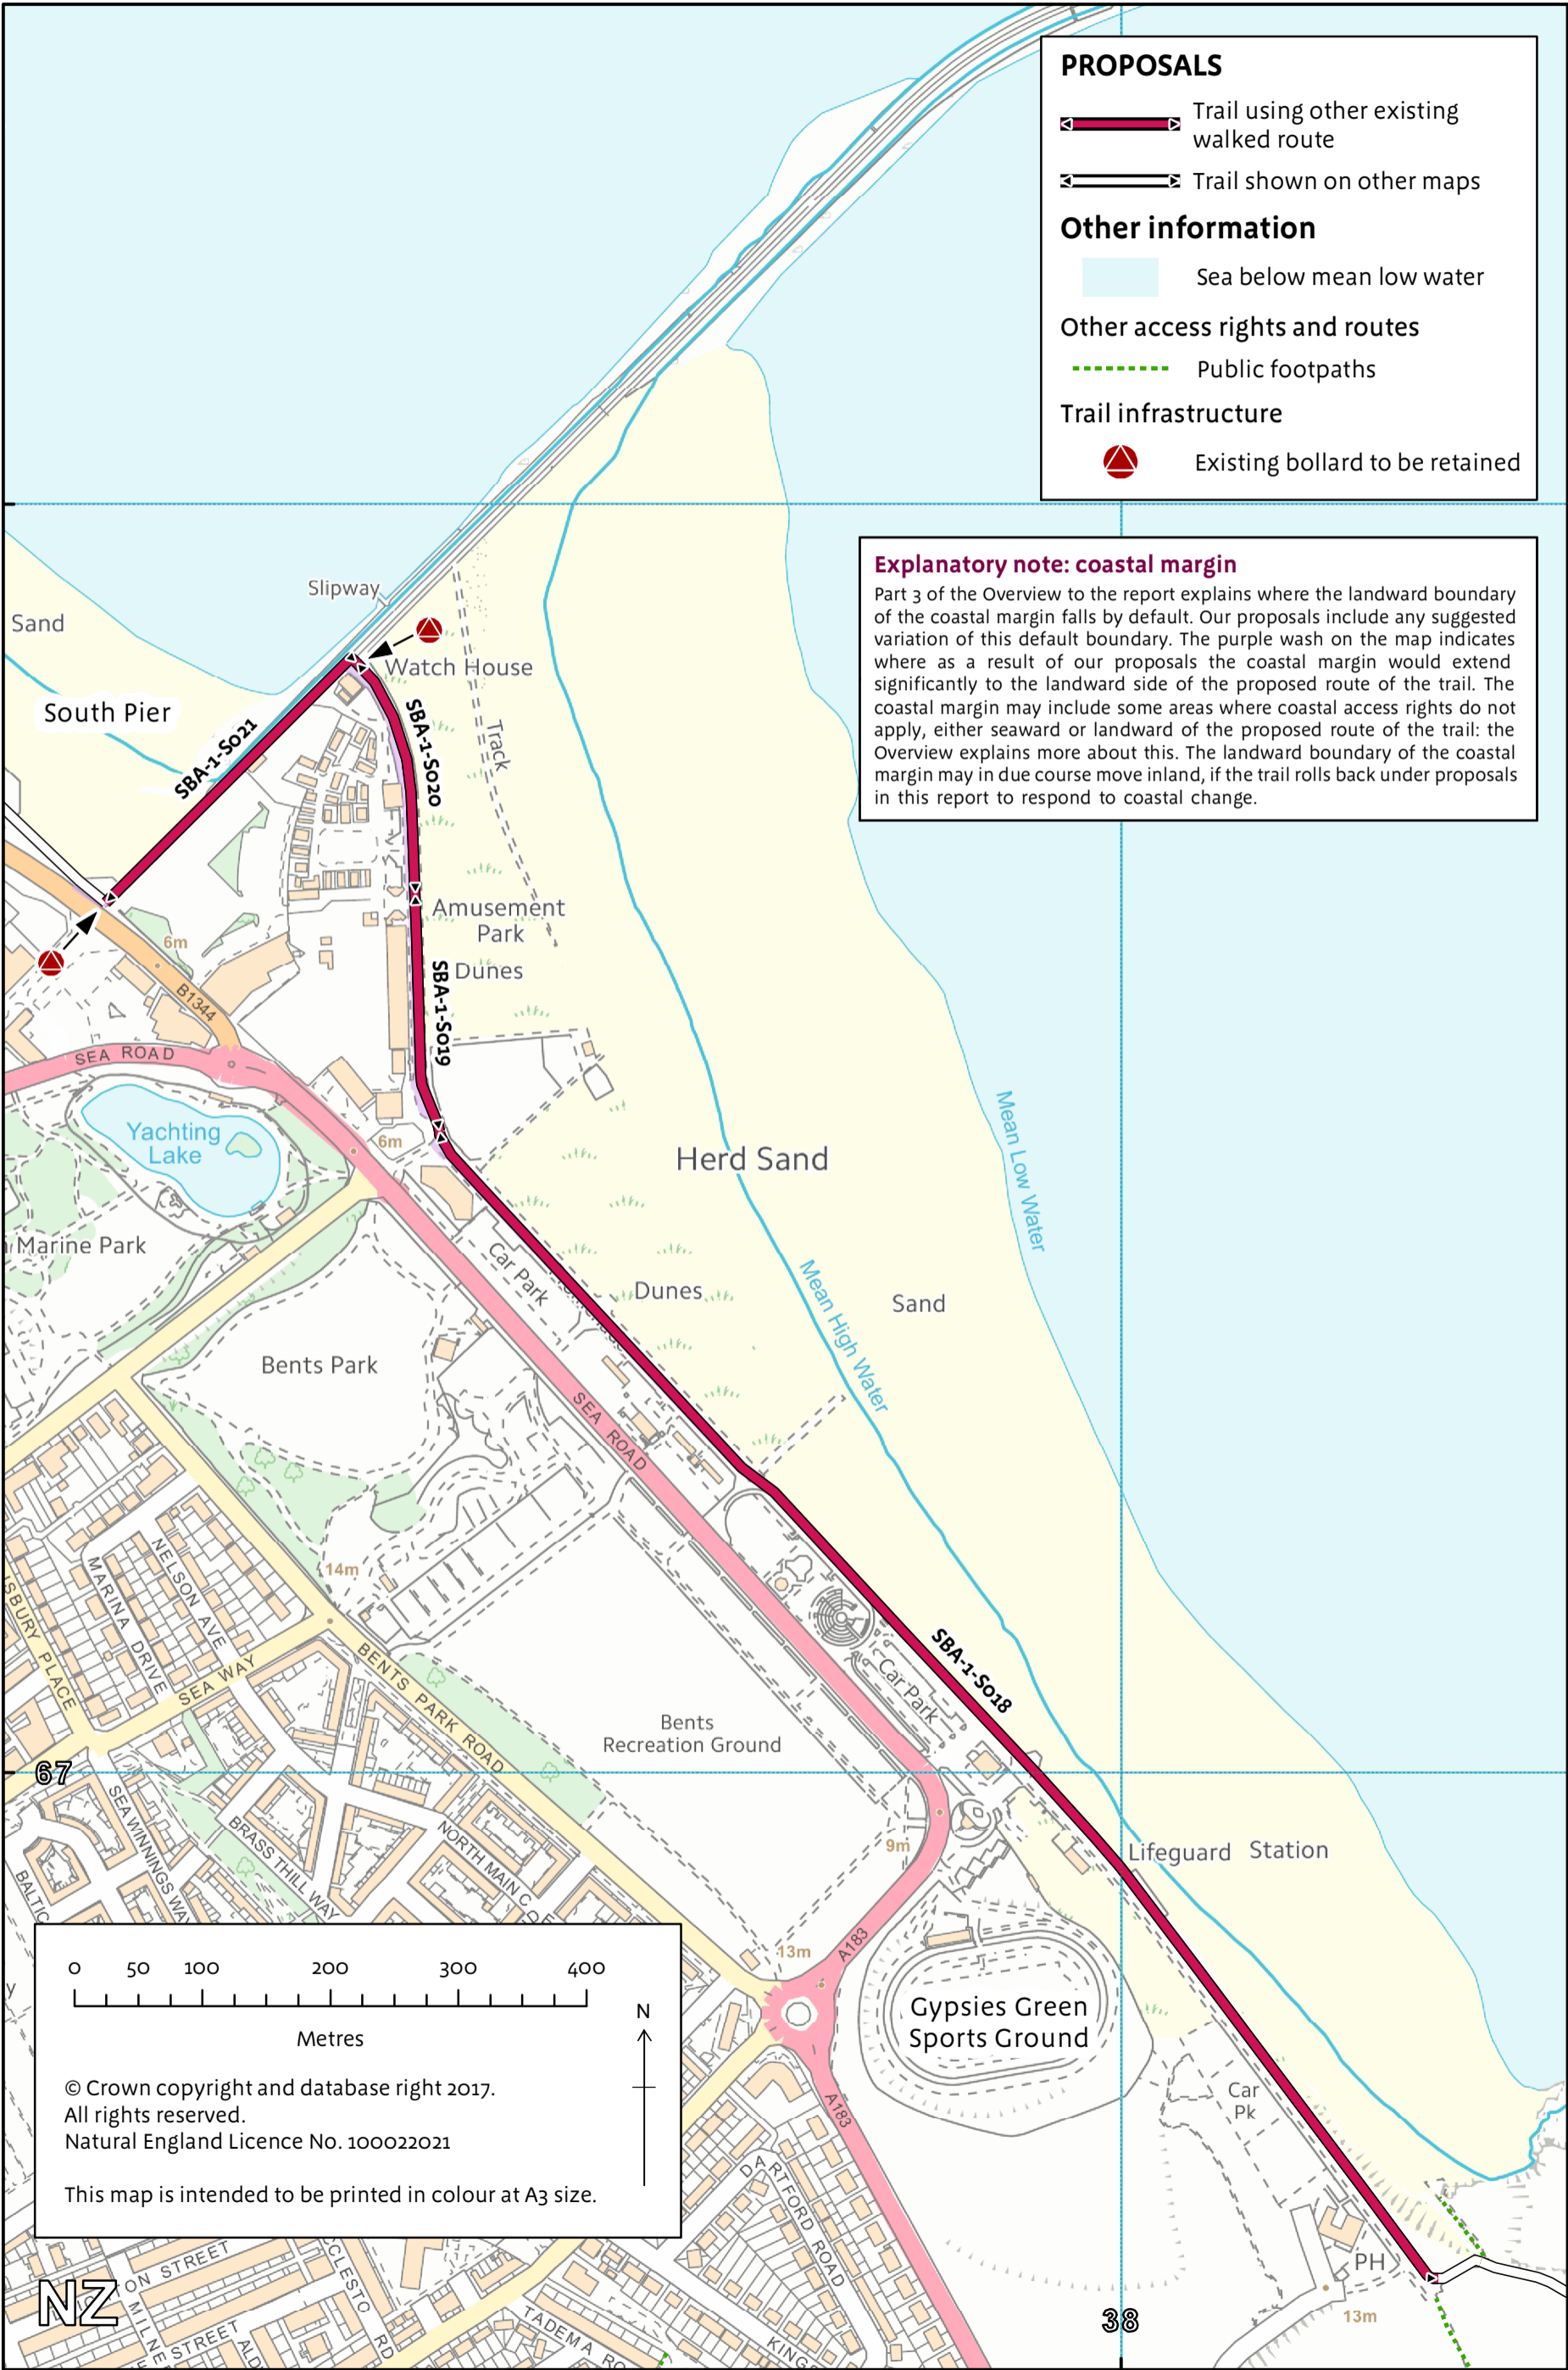 PROPOSALS
Trail using other existing
walked route
Trail shown on other maps
Other information
Sea below mean low water
Other access rights and routes
Public footpaths
Trail infrastructure
Existing bollard to be retained
Explanatory note: coastal margin
Part 3 of the Overview to the report explains where the landward boundary
of the coastal margin falls by default. Our proposals include any suggested
variation of this default boundary. The purple wash on the map indicates
where as a result of our proposals the coastal margin would extend
significantly to the landward side of the proposed route of the trail. The
coastal margin may include some areas where coastal access rights do not
apply, either seaward or landward of the proposed route of the trail: the
Overview explains more about this. The landward boundary of the coastal
margin may in due course move inland, if the trail rolls back under proposals
in this report to respond to coastal change.
Slipway
Sand
Watch House
South Pier
SBA-1-S021
SBA-1-S020
Track
Amusement
Park
6m
Dunes
B1344
SBA-1-S019
SEA ROAD
Yachting
Lake
6m
Herd Sand
Mean Low Water
Marine Park
Car Park
Dunes
Sand
Mean High Water
Bents Park
SEA ROAD
14m
NELSON AVE
MARINA DRIVE
SBURY PLACE
SEA WAY
BENTS PARK ROAD
Car Park
SBA-1-S018
Bents
Recreation Ground
67
SEA WINNINGS WAY
BRASS THILL WAY
NORTH MAIN C
BALTIC
9m
Lifeguard Station
13m
A183
Gypsies Green
Sports Ground
A183
Car
Pk
0 50 100 200 300 400
Metres
N
© Crown copyright and database right 2017.
All rights reserved.
Natural England Licence No. 100022021
This map is intended to be printed in colour at A3 size.
DARTFORD ROAD
PH
13m
NZ
ON STREET
MILNE
E STREET
ALD
CCLESTO
RD
TADEMA RO
KINGS
38